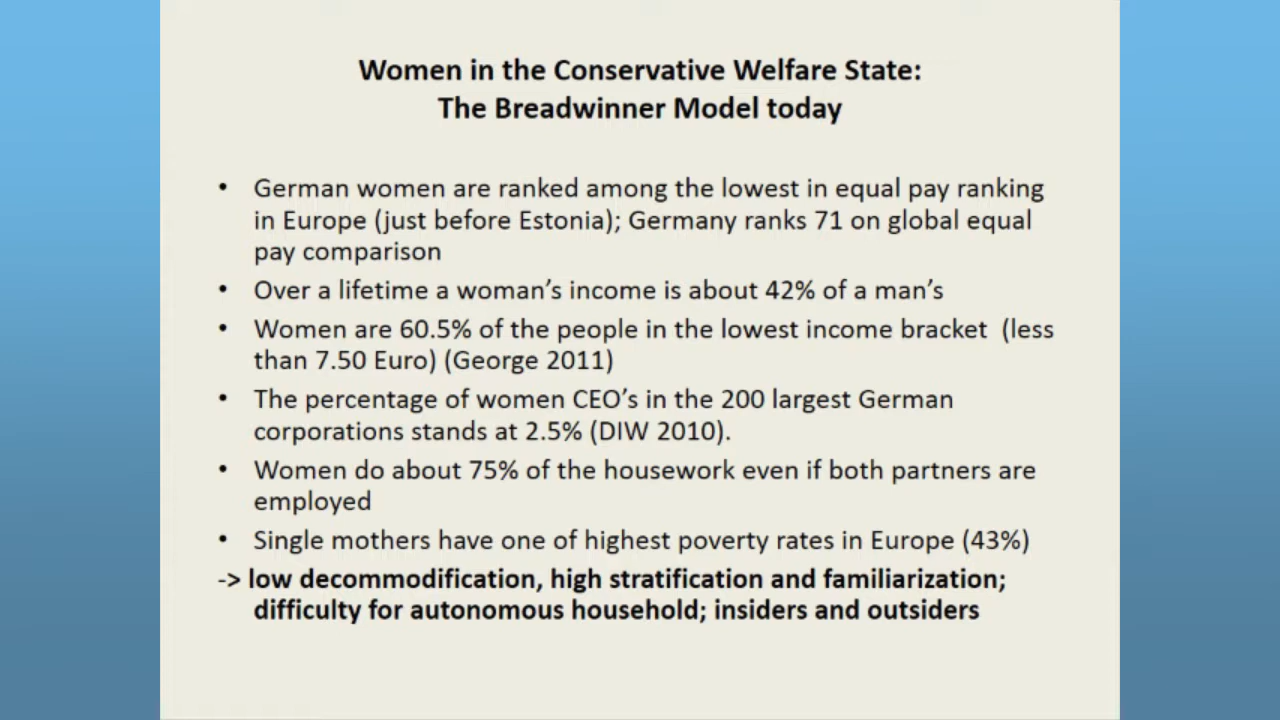 Women in the Conservative Welfare State:
The Breadwinner Model today
• German women are ranked among the lowest in equal pay ranking
in Europe (just before Estonia); Germany ranks 71 on global equal
pay comparison
• Over a lifetime a woman’s income is about 42% of a man’s
• Women are 60.5% of the people in the lowest income bracket (less
than 7.50 Euro) (George 2011)
• The percentage of women CEO’s in the 200 largest German
corporations stands at 2.5% (DIW 2010).
• Women do about 75% of the housework even if both partners are
employed
• Single mothers have one of highest poverty rates in Europe (43%)
-> low decommodification, high stratification and familiarization;
difficulty for autonomous household; insiders and outsiders